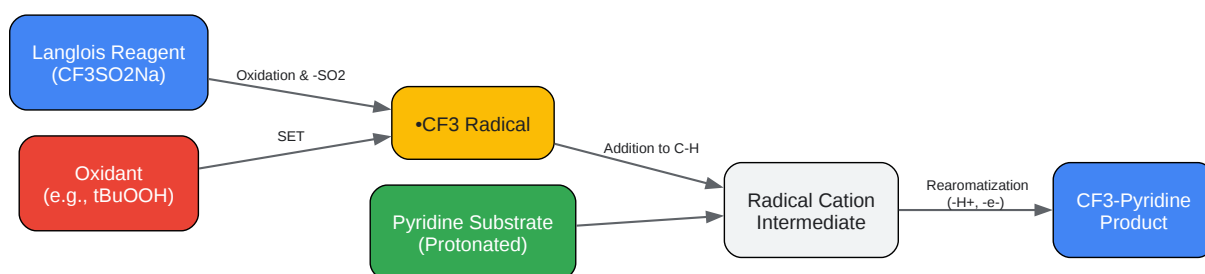 Langlois Reagent
(CF3SO2Na)
Oxidation & -SO2
•CF3 Radical
SET
Oxidant
(e.g., tBuOOH)
Addition to C-H
Pyridine Substrate
(Protonated)
Radical Cation
Intermediate
Rearomatization
(-H+, -e-)
CF3-Pyridine
Product